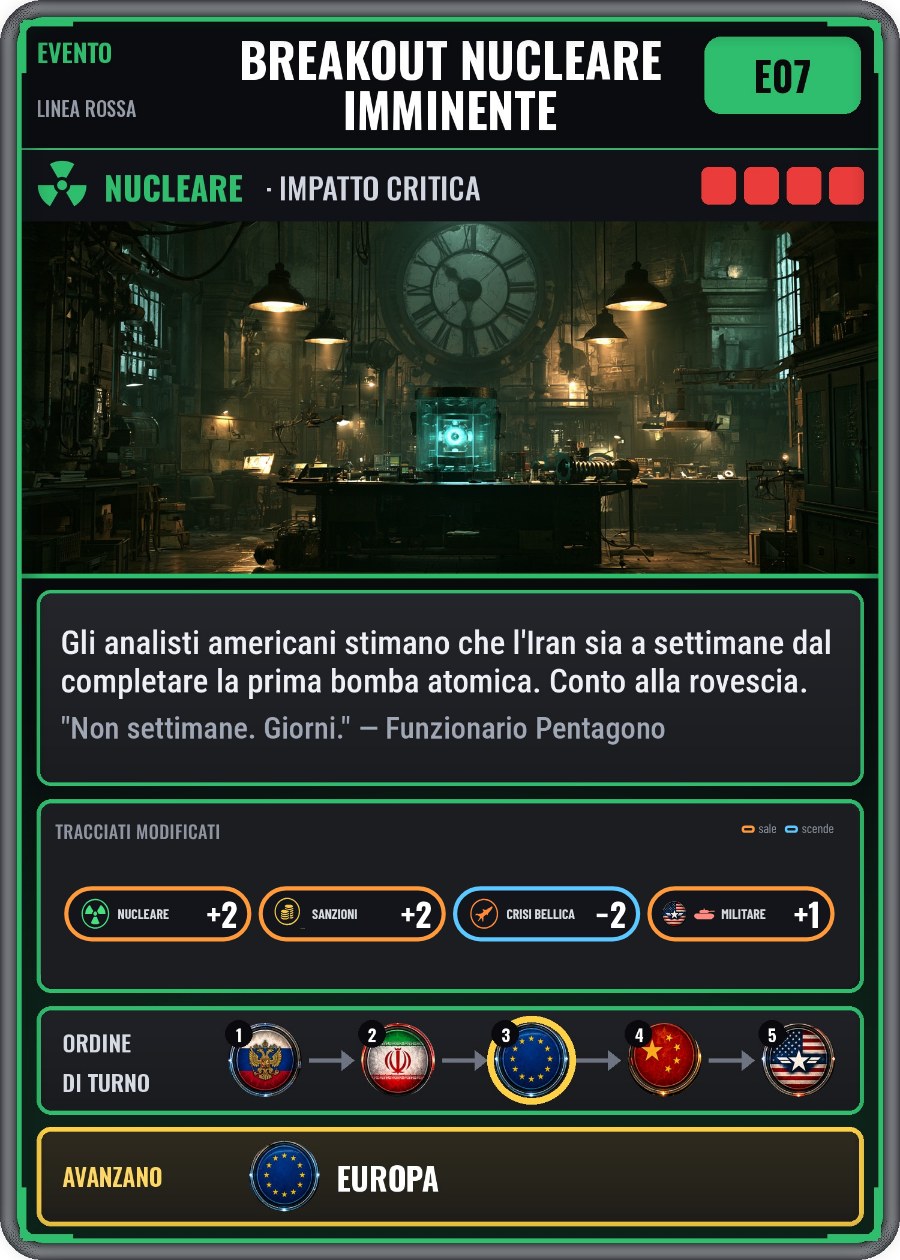 EVENTO
LINEA ROSSA
BREAKOUT NUCLEARE
IMMINENTE
E07
NUCLEARE · IMPATTO CRITICA
Gli analisti americani stimano che l'Iran sia a settimane dal
completare la prima bomba atomica. Conto alla rovescia.
"Non settimane. Giorni." — Funzionario Pentagono
TRACCIATI MODIFICATI
sale scende
NUCLEARE +2
SANZIONI +2
CRISI BELLICA −2
MILITARE +1
ORDINE
DI TURNO
1 2 3 4 5
AVANZANO
EUROPA